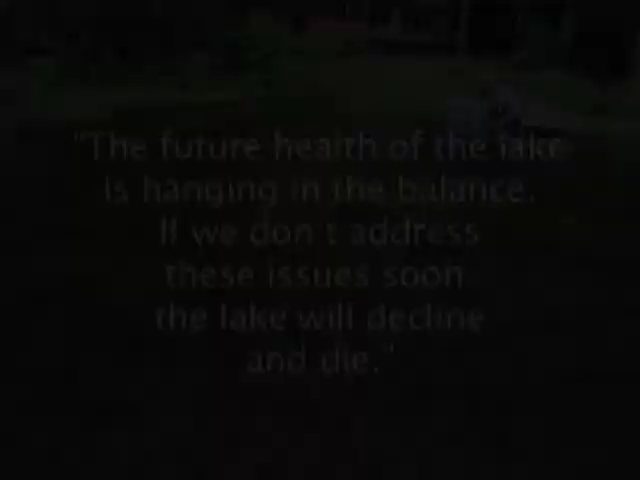 "The future health of the lake
is hanging in the balance.
If we don't address
these issues soon
the lake will decline
and die."